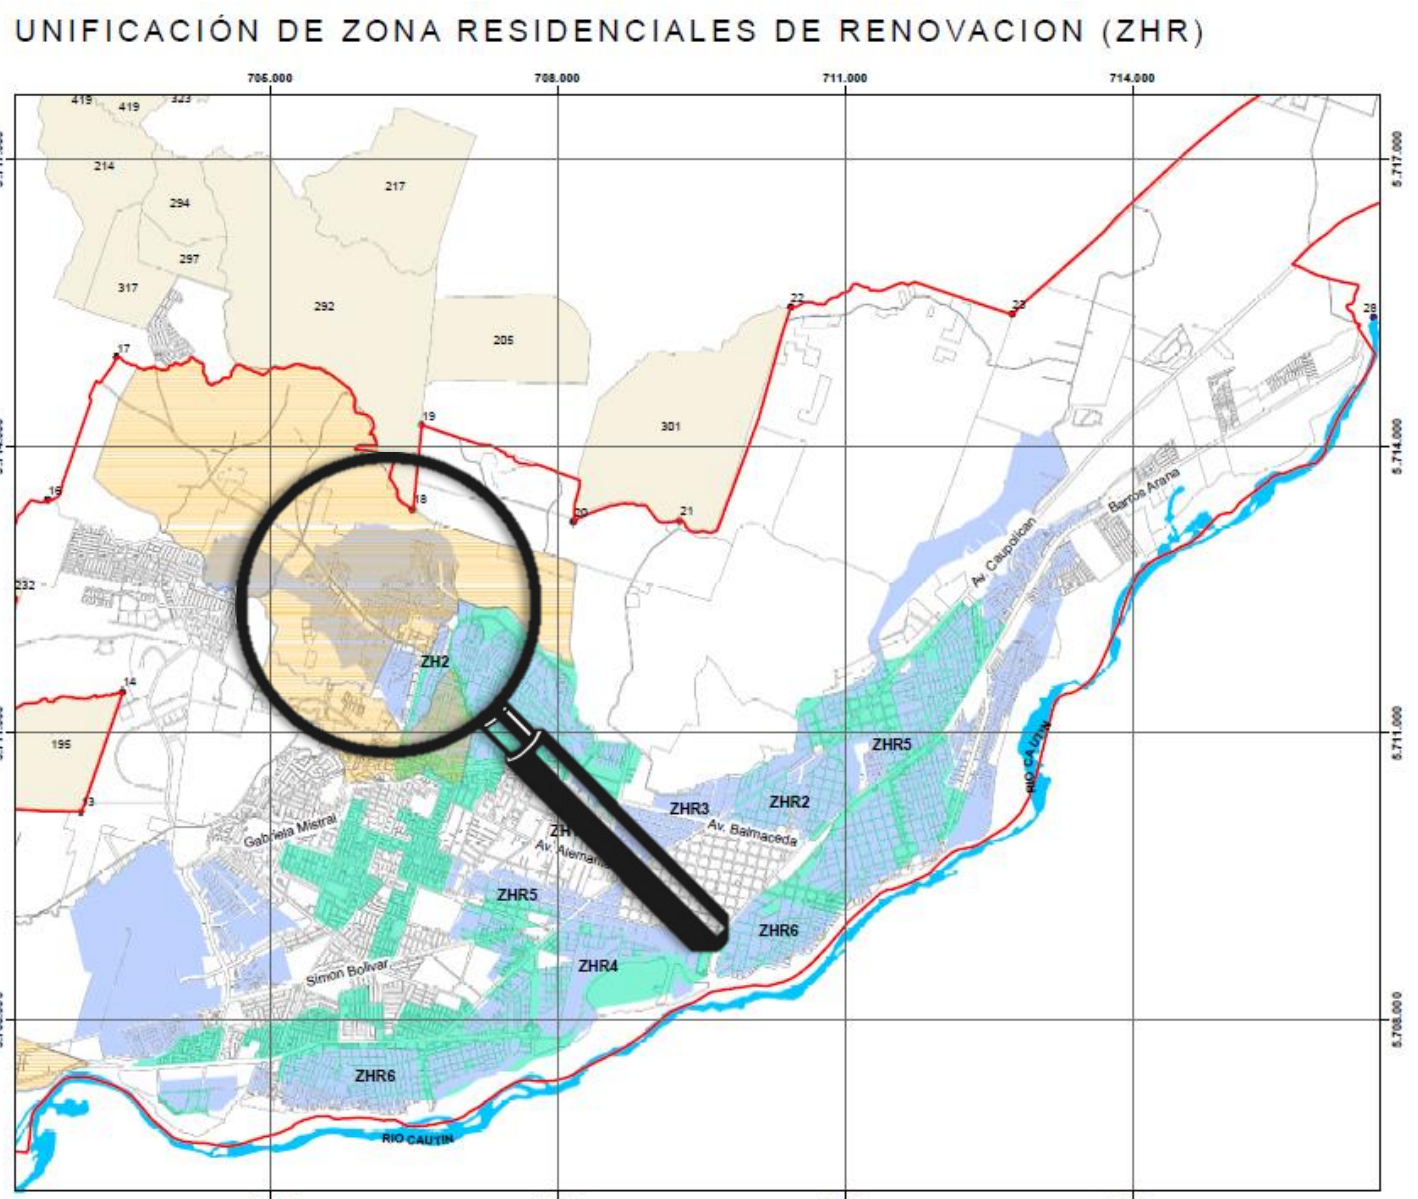 UNIFICACIÓN DE ZONA RESIDENCIALES DE RENOVACION (ZHR)
705.000
708.000
711.000
714.000
419
419
323
214
217
294
297
317
292
205
301
5.717.000
17
19
22
23
28
16
18
20
21
5.714.000
232
14
195
13
Av. Caupolican
Barros Arana
ZH2
ZHR5
RIO CAUTIN
5.711.000
ZHR3
ZHR2
Gabriela Mistral
Av. Balmaceda
Av. Alemania
ZHR5
ZHR6
Simon Bolivar
ZHR4
5.708.000
ZHR6
RIO CAUTIN